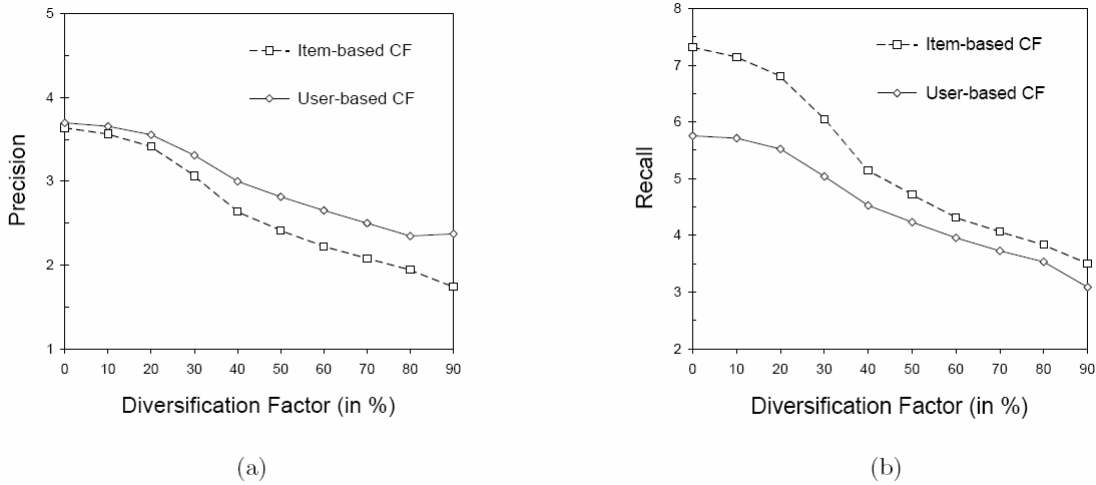 5
4
3
2
1
Precision
Item-based CF
User-based CF
0 10 20 30 40 50 60 70 80 90
Diversification Factor (in %)
(a)
8
7
6
5
4
3
2
Recall
Item-based CF
User-based CF
0 10 20 30 40 50 60 70 80 90
Diversification Factor (in %)
(b)